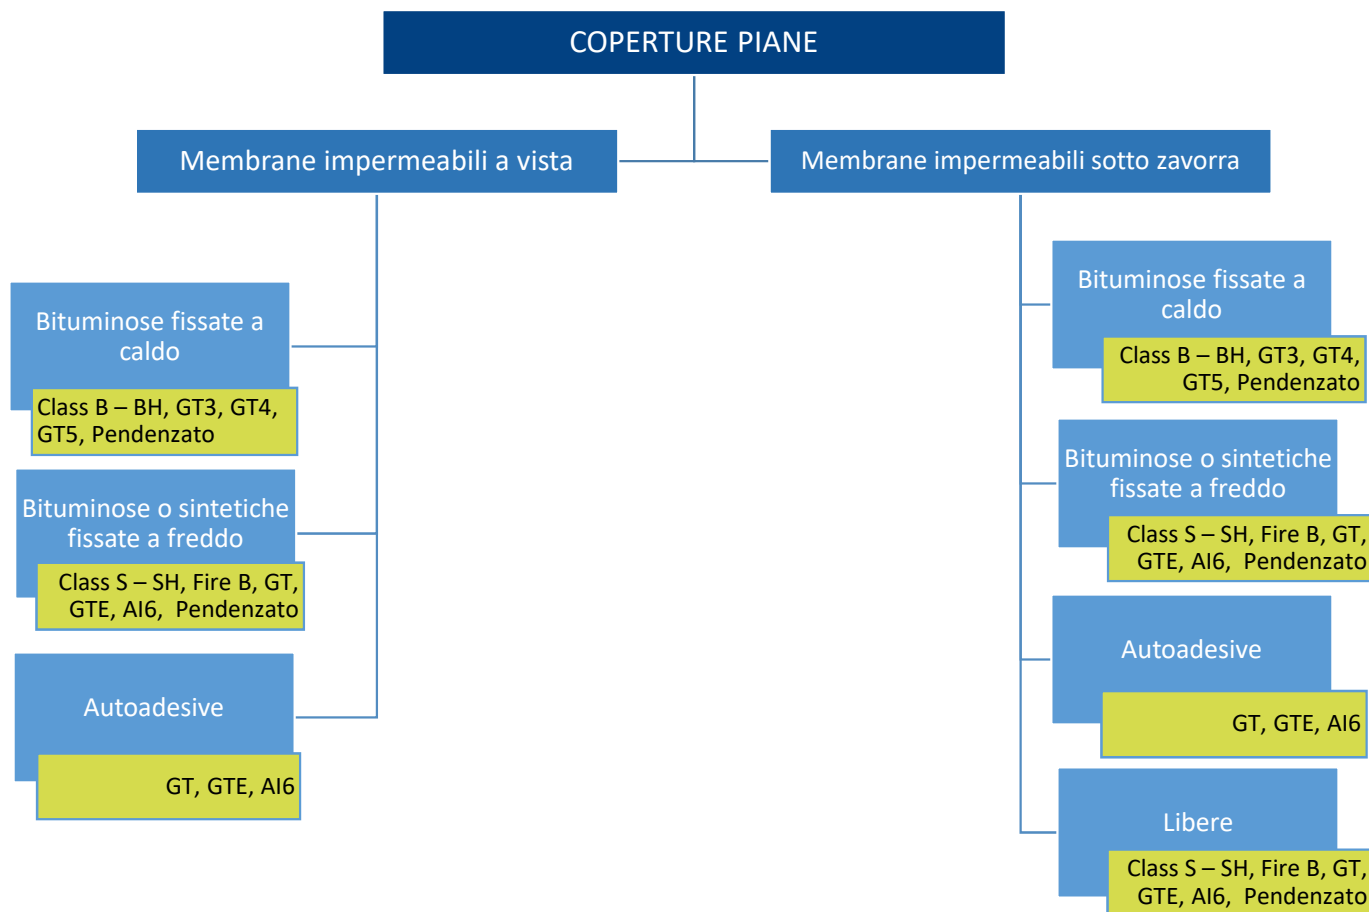 COPERTURE PIANE
Membrane impermeabili a vista
Bituminose fissate a
caldo
Class B – BH, GT3, GT4,
GT5, Pendenzato
Bituminose o sintetiche
fissate a freddo
Class S – SH, Fire B, GT,
GTE, AI6, Pendenzato
Autoadesive
GT, GTE, AI6
Membrane impermeabili sotto zavorra
Bituminose fissate a
caldo
Class B – BH, GT3, GT4,
GT5, Pendenzato
Bituminose o sintetiche
fissate a freddo
Class S – SH, Fire B, GT,
GTE, AI6, Pendenzato
Autoadesive
GT, GTE, AI6
Libere
Class S – SH, Fire B, GT,
GTE, AI6, Pendenzato